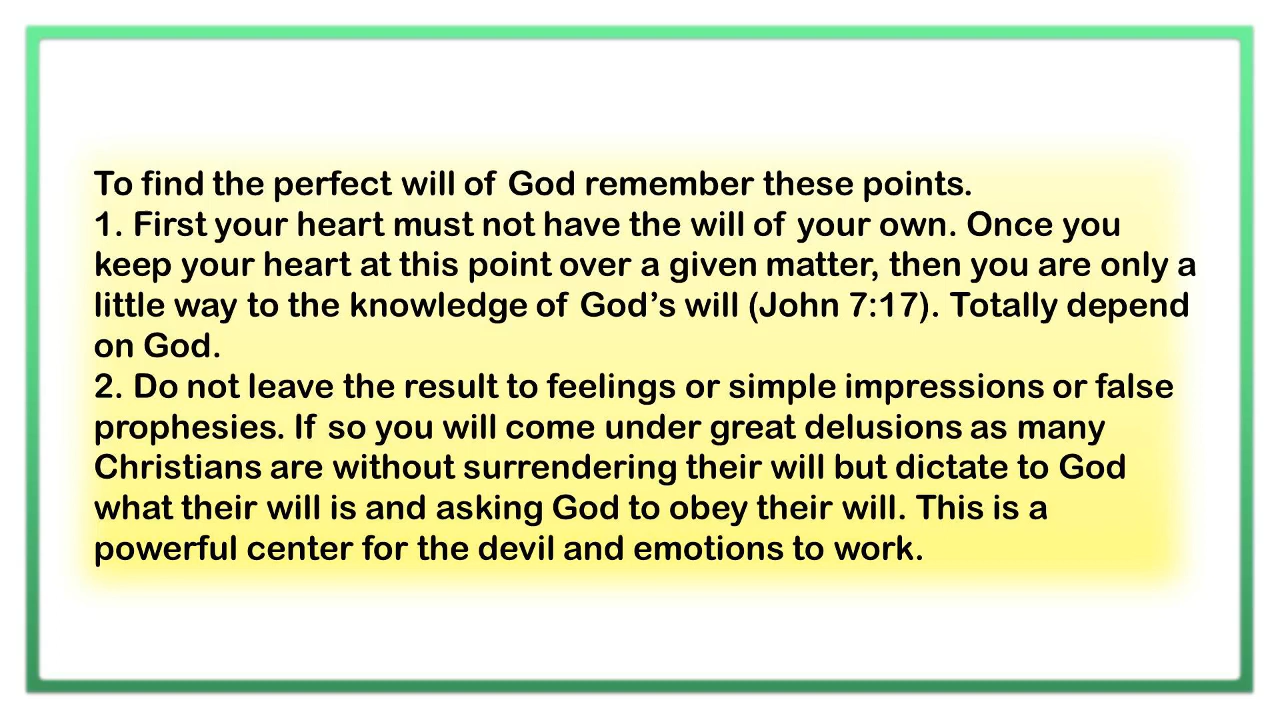 To find the perfect will of God remember these points.
1. First your heart must not have the will of your own. Once you
keep your heart at this point over a given matter, then you are only a
little way to the knowledge of God’s will (John 7:17). Totally depend
on God.
2. Do not leave the result to feelings or simple impressions or false
prophesies. If so you will come under great delusions as many
Christians are without surrendering their will but dictate to God
what their will is and asking God to obey their will. This is a
powerful center for the devil and emotions to work.